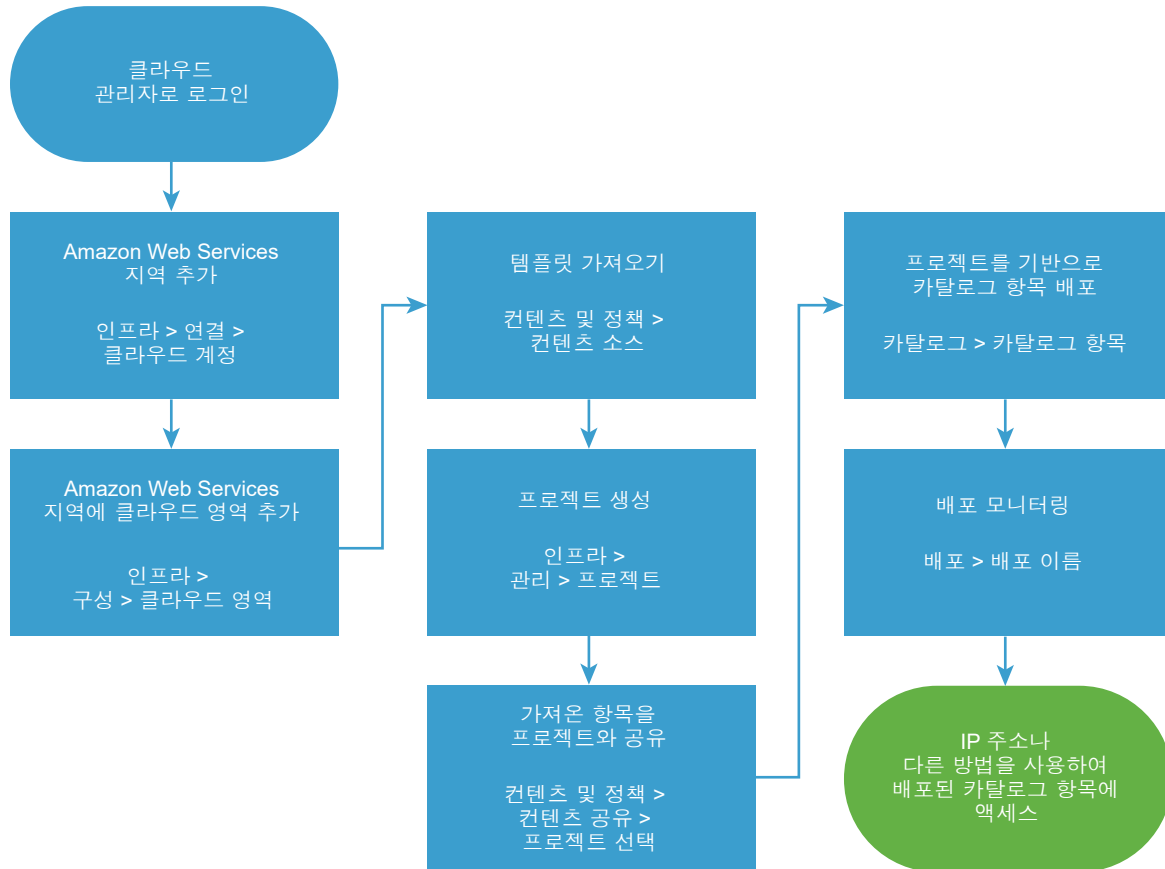 클라우드
관리자로 로그인
Amazon Web Services
지역 추가
인프라 > 연결 >
클라우드 계정
Amazon Web Services
지역에 클라우드 영역 추가
인프라 >
구성 > 클라우드 영역
템플릿 가져오기
컨텐츠 및 정책 >
컨텐츠 소스
프로젝트 생성
인프라 >
관리 > 프로젝트
가져온 항목을
프로젝트와 공유
컨텐츠 및 정책 >
컨텐츠 공유 >
프로젝트 선택
프로젝트를 기반으로
카탈로그 항목 배포
카탈로그 > 카탈로그 항목
배포 모니터링
배포 > 배포 이름
IP 주소나
다른 방법을 사용하여
배포된 카탈로그 항목에
액세스